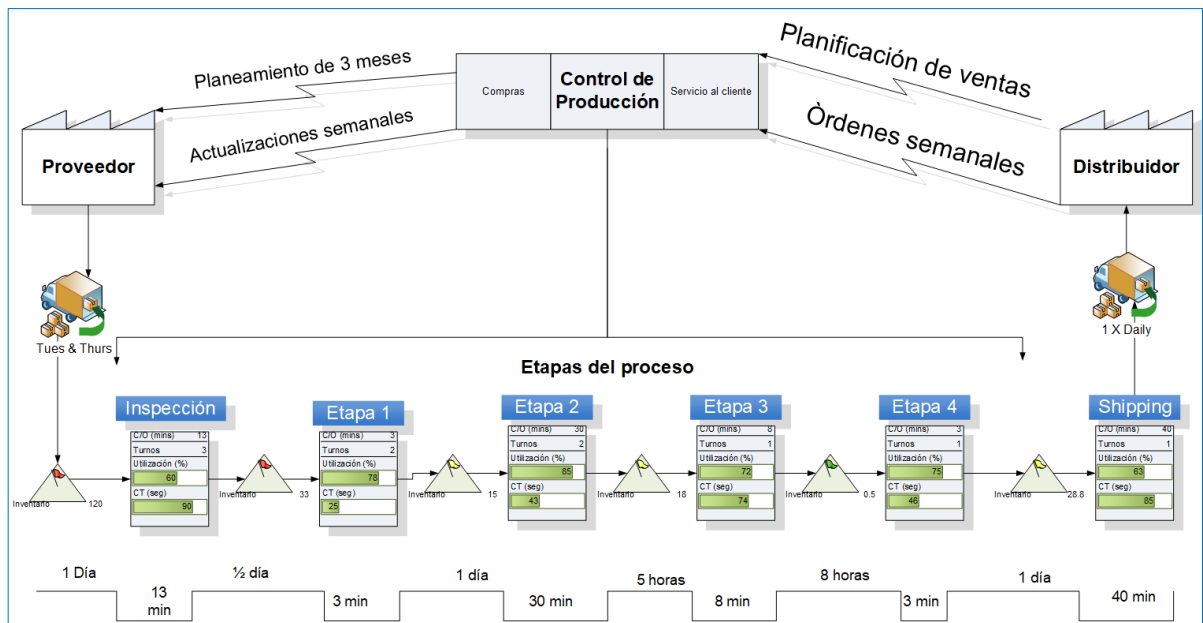 Planeamiento de 3 meses
Actualizaciones semanales
Compras
Control de
Producción
Servicio al cliente
Planificación de ventas
Òrdenes semanales
Proveedor
Distribuidor
Tues & Thurs
1 X Daily
Etapas del proceso
Inspección
C/O (mins) 13
Turnos 3
Utilización (%)
60
CT (seg)
90
Etapa 1
C/O (mins) 3
Turnos 2
Utilización (%)
78
CT (seg)
25
Etapa 2
C/O (mins) 30
Turnos 2
Utilización (%)
85
CT (seg)
43
Etapa 3
C/O (mins) 8
Turnos 1
Utilización (%)
72
CT (seg)
74
Etapa 4
C/O (mins) 3
Turnos 1
Utilización (%)
75
CT (seg)
46
Shipping
C/O (mins) 40
Turnos 1
Utilización (%)
63
CT (seg)
85
Inventario 120
Inventario 33
Inventario 15
Inventario 18
Inventario 0.5
Inventario 28.8
1 Día
13
min
½ día
3 min
1 día
30 min
5 horas
8 min
8 horas
3 min
1 día
40 min